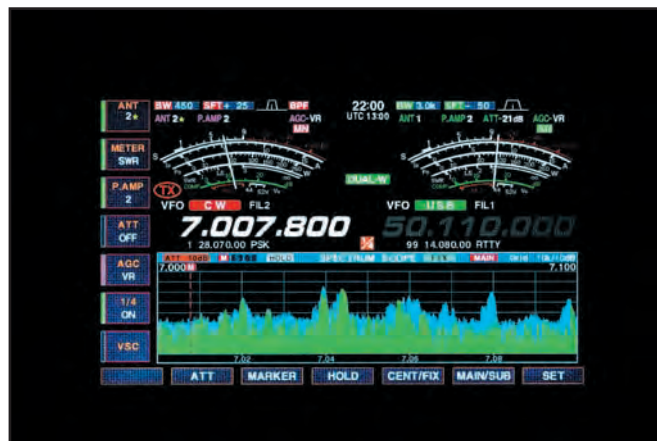 ANT
2★
METER
SWR
P.AMP
2
ATT
OFF
AGC
VR
1/4
ON
VSC
BW 450 SFT+ 25 BPF
ANT 2★ P.AMP 2 AGC-VR
MN
22:00
UTC 13:00
BW 3.0k SFT- 50
ANT 1 P.AMP 2 ATT-21dB AGC-VR
TX
DUAL-W
VFO CW FIL2
VFO USB FIL1
7.007.800
50.110.000
1 28.070.00 PSK
1/4
99 14.080.00 RTTY
ATT 10dB HOLD SPECTRUM SCOPE MAIN
7.000 M 7.100
7.02 7.04 7.06 7.08
ATT MARKER HOLD CENT/FIX MAIN/SUB SET